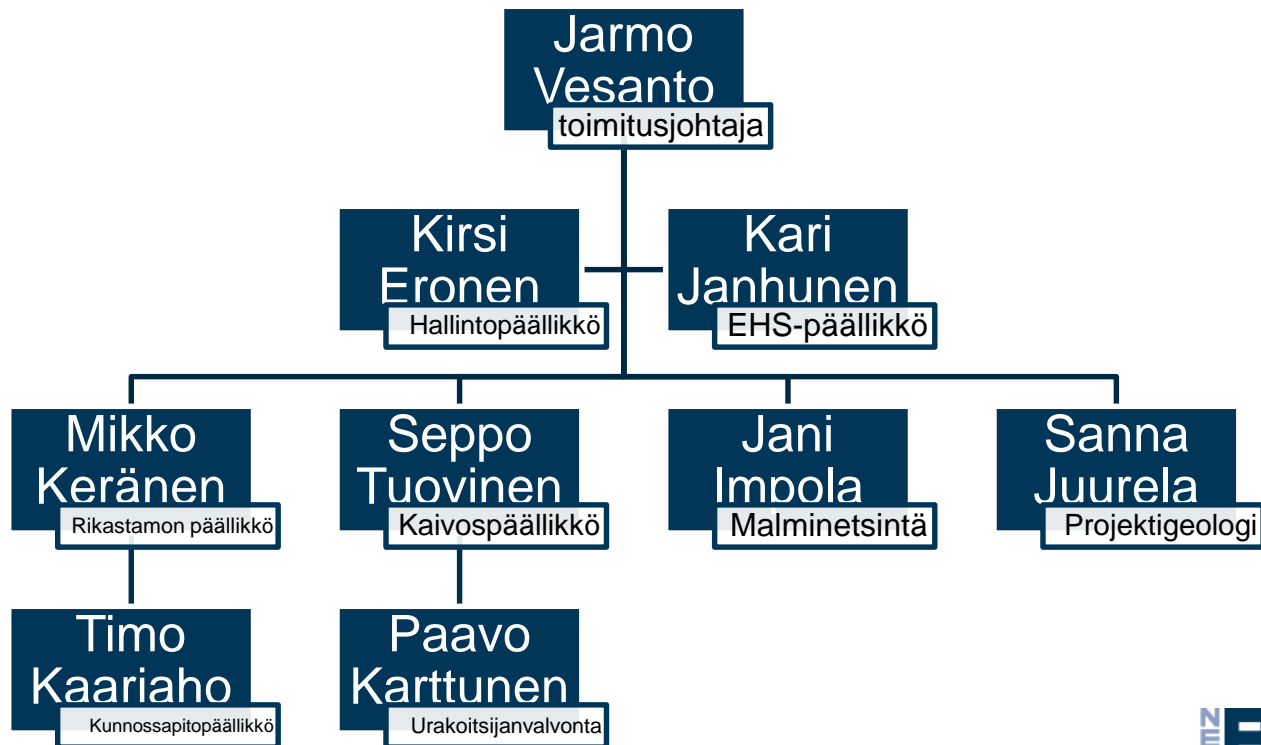 Jarmo
Vesanto
toimitusjohtaja
Kirsi
Eronen
Hallintopäällikkö
Kari
Janhunen
EHS-päällikkö
Mikko
Keränen
Rikastamon päällikkö
Seppo
Tuovinen
Kaivospäällikkö
Jani
Impola
Malminetsintä
Sanna
Juurela
Projektigeologi
Timo
Kaariaho
Kunnossapitopäällikkö
Paavo
Karttunen
Urakoitsijanvalvonta